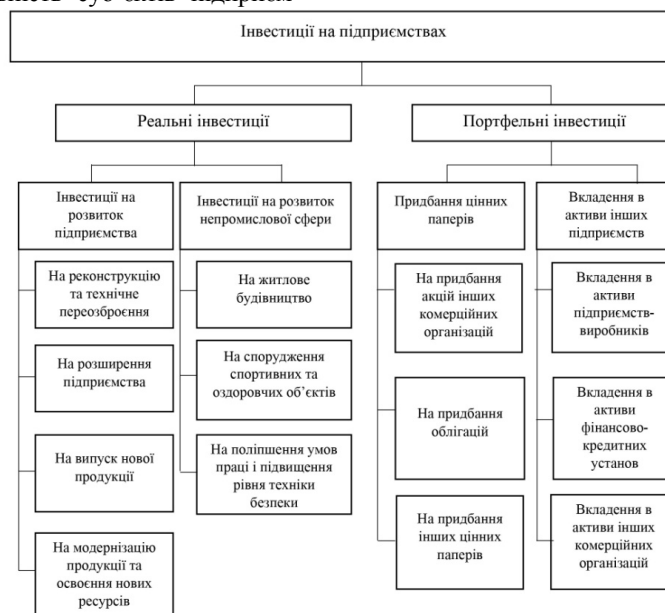 Інвестиції на підприємствах
Реальні інвестиції
Портфельні інвестиції
Інвестиції на
розвиток
підприємства
Інвестиції на розвиток
непромислової сфери
Придбання цінних
паперів
Вкладення в
активи інших
підприємств
На реконструкцію
та технічне
переозброєння
На розширення
підприємства
На випуск нової
продукції
На модернізацію
продукції та
освоєння нових
ресурсів
На житлове
будівництво
На спорудження
спортивних та
оздоровчих об’єктів
На поліпшення умов
праці і підвищення
рівня техніки
безпеки
На придбання
акцій інших
комерційних
організацій
На придбання
облігацій
На придбання
інших цінних
паперів
Вкладення в
активи
підприємств-
виробників
Вкладення в
активи
фінансово-
кредитних
установ
Вкладення в
активи інших
комерційних
організацій